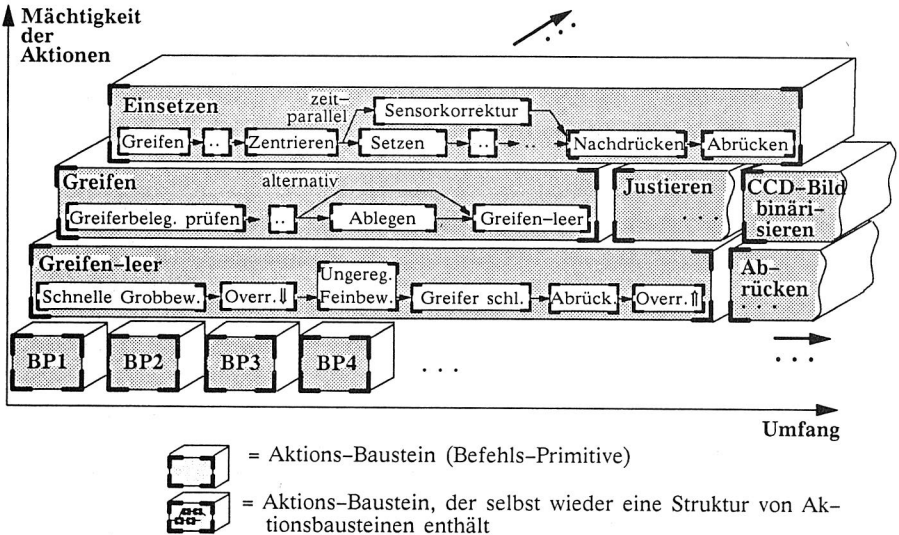 Mächtigkeit
der
Aktionen
Einsetzen
zeit-
parallel
Sensorkorrektur
Greifen
..
Zentrieren
Setzen
..
..
Nachdrücken
Abrücken
Greifen
alternativ
Greiferbeleg. prüfen
..
Ablegen
Greifen-leer
Justieren
. . .
CCD-Bild
binäri-
sieren
Greifen-leer
Schnelle Grobbew.
Overr.⇓
Ungereg.
Feinbew.
Greifer schl.
Abrück.
Overr.⇑
Ab-
rücken
. . .
BP1
BP2
BP3
BP4
. . .
. . .
Umfang
= Aktions-Baustein (Befehls-Primitive)
= Aktions-Baustein, der selbst wieder eine Struktur von Ak-
tionsbausteinen enthält